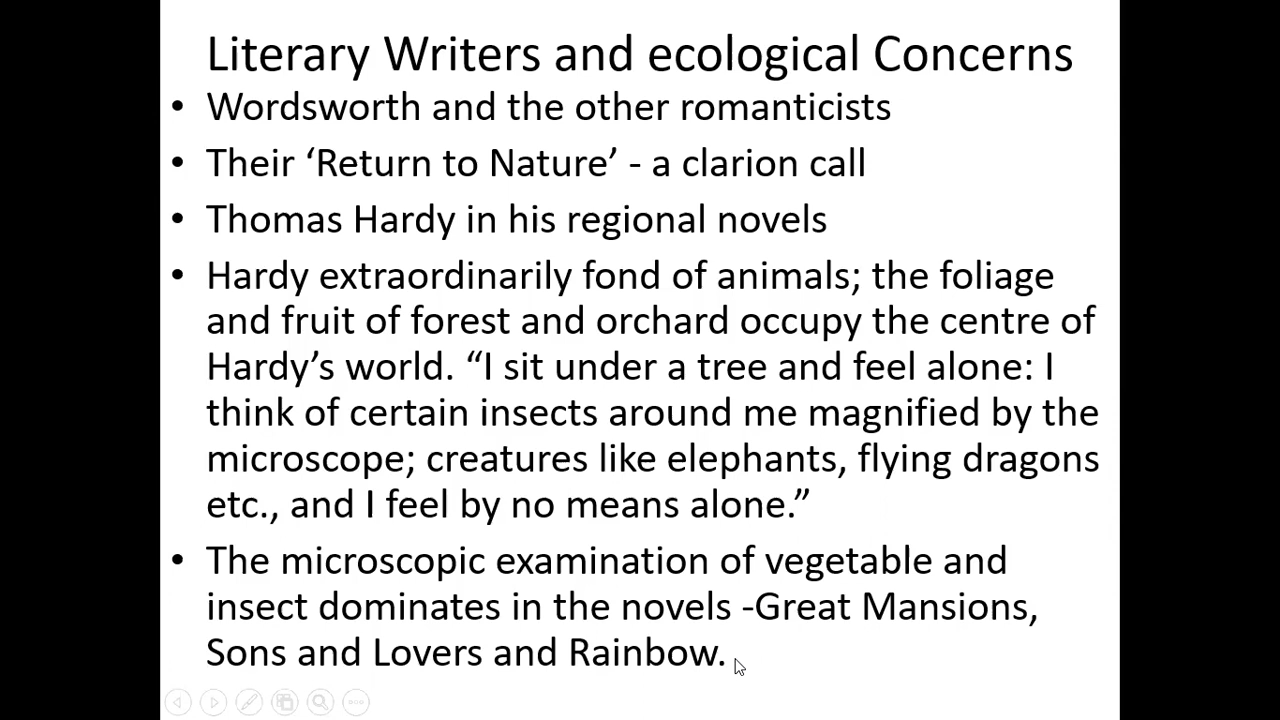 Literary Writers and ecological Concerns
• Wordsworth and the other romanticists
• Their ‘Return to Nature’ - a clarion call
• Thomas Hardy in his regional novels
• Hardy extraordinarily fond of animals; the foliage
and fruit of forest and orchard occupy the centre of
Hardy’s world. “I sit under a tree and feel alone: I
think of certain insects around me magnified by the
microscope; creatures like elephants, flying dragons
etc., and I feel by no means alone.”
• The microscopic examination of vegetable and
insect dominates in the novels -Great Mansions,
Sons and Lovers and Rainbow.